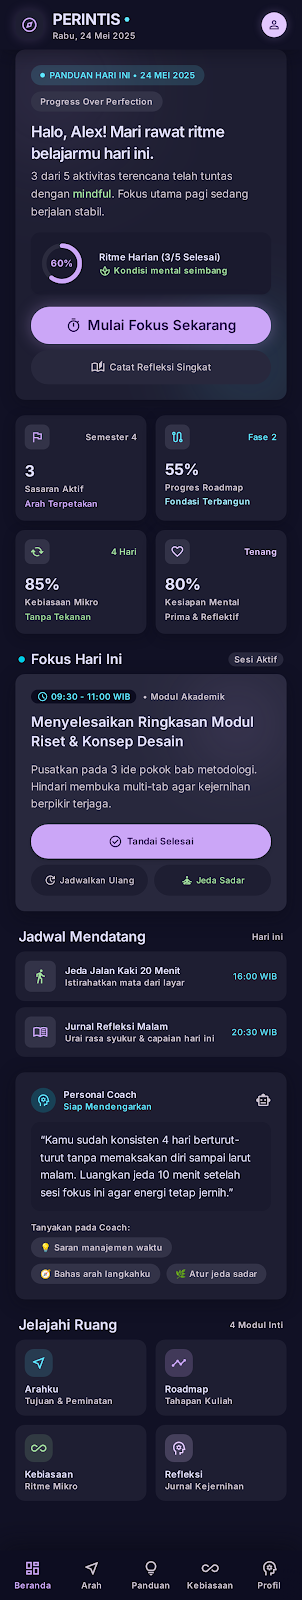 PERINTIS
Rabu, 24 Mei 2025
PANDUAN HARI INI • 24 MEI 2025
Progress Over Perfection
Halo, Alex! Mari rawat ritme
belajarmu hari ini.
3 dari 5 aktivitas terencana telah tuntas
dengan mindful. Fokus utama pagi sedang
berjalan stabil.
60%
Ritme Harian (3/5 Selesai)
Kondisi mental seimbang
Mulai Fokus Sekarang
Catat Refleksi Singkat
Semester 4
3
Sasaran Aktif
Arah Terpetakan
Fase 2
55%
Progres Roadmap
Fondasi Terbangun
4 Hari
85%
Kebiasaan Mikro
Tanpa Tekanan
Tenang
80%
Kesiapan Mental
Prima & Reflektif
Fokus Hari Ini
Sesi Aktif
09:30 - 11:00 WIB
• Modul Akademik
Menyelesaikan Ringkasan Modul
Riset & Konsep Desain
Pusatkan pada 3 ide pokok bab metodologi.
Hindari membuka multi-tab agar kejernihan
berpikir terjaga.
Tandai Selesai
Jadwalkan Ulang
Jeda Sadar
Jadwal Mendatang
Hari ini
Jeda Jalan Kaki 20 Menit
Istirahatkan mata dari layar
16:00 WIB
Jurnal Refleksi Malam
Urai rasa syukur & capaian hari ini
20:30 WIB
Personal Coach
Siap Mendengarkan
“Kamu sudah konsisten 4 hari berturut-
turut tanpa memaksakan diri sampai larut
malam. Luangkan jeda 10 menit setelah
sesi fokus ini agar energi tetap jernih.”
Tanyakan pada Coach:
💡 Saran manajemen waktu
🧭 Bahas arah langkahku
🌿 Atur jeda sadar
Jelajahi Ruang
4 Modul Inti
Arahku
Tujuan & Peminatan
Roadmap
Tahapan Kuliah
Kebiasaan
Ritme Mikro
Refleksi
Jurnal Kejernihan
Beranda
Arah
Panduan
Kebiasaan
Profil